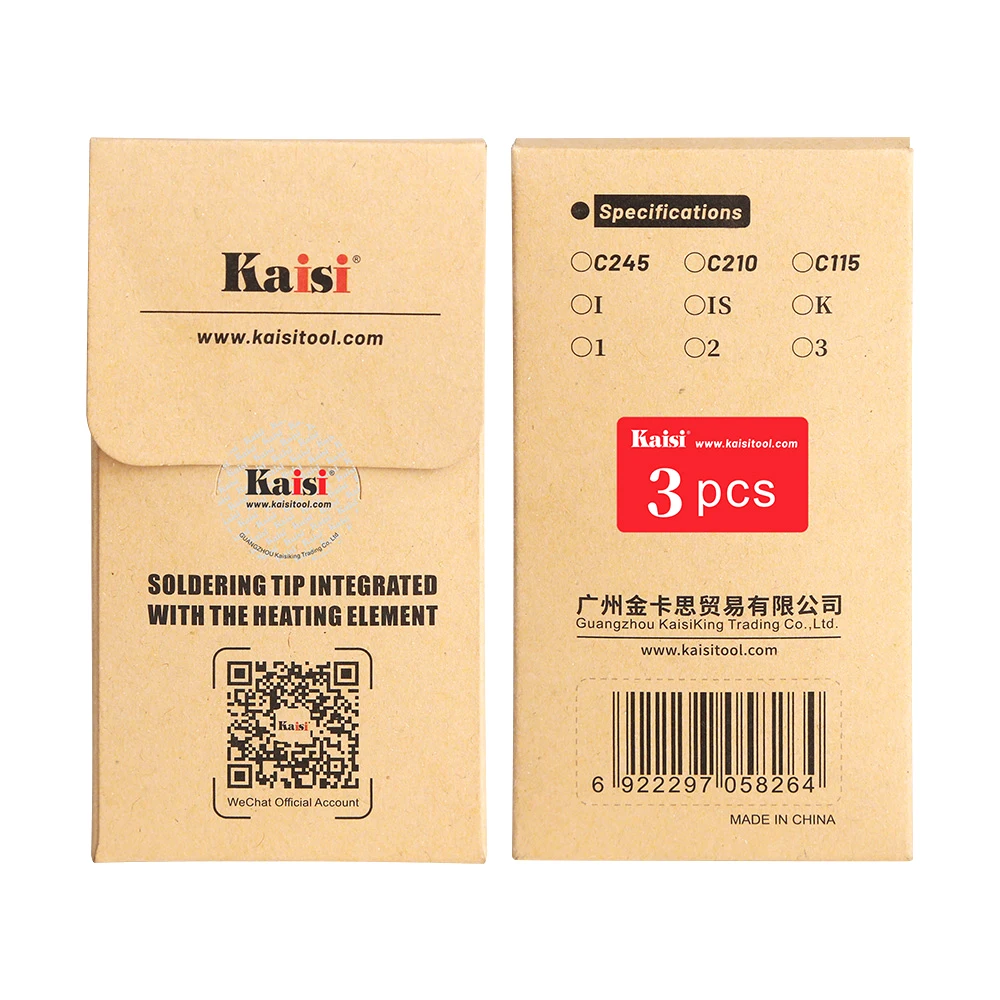 Kaisi®
www.kaisitool.com
Kaisi®
www.kaisitool.com
GUANGZHOU Kaisiking Trading Co., Ltd
SOLDERING TIP INTEGRATED
WITH THE HEATING ELEMENT
Kaisi
WeChat Official Account
Specifications
C245 C210 C115
I IS K
1 2 3
Kaisi® www.kaisitool.com
3 pcs
广州金卡思贸易有限公司
Guangzhou KaisiKing Trading Co.,Ltd.
www.kaisitool.com
6 922297 058264
MADE IN CHINA